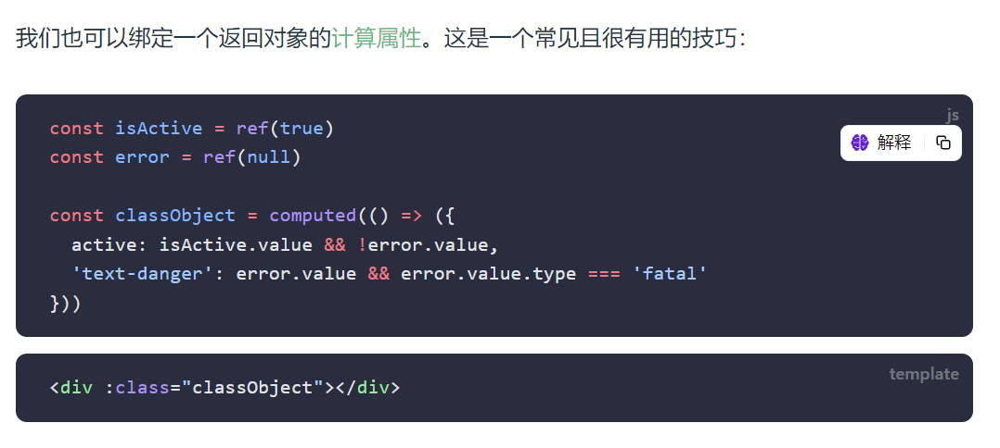 我们也可以绑定一个返回对象的计算属性。这是一个常见且很有用的技巧：
js
const isActive = ref(true)
解释
const error = ref(null)
const classObject = computed(() => ({
  active: isActive.value && !error.value,
  'text-danger': error.value && error.value.type === 'fatal'
}))
template
<div :class="classObject"></div>